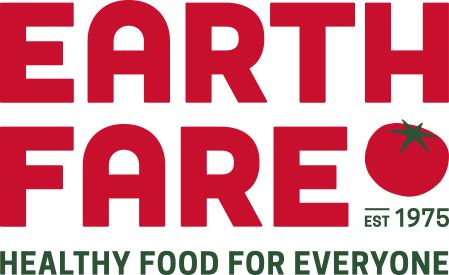 EARTH
FARE
EST 1975
HEALTHY FOOD FOR EVERYONE